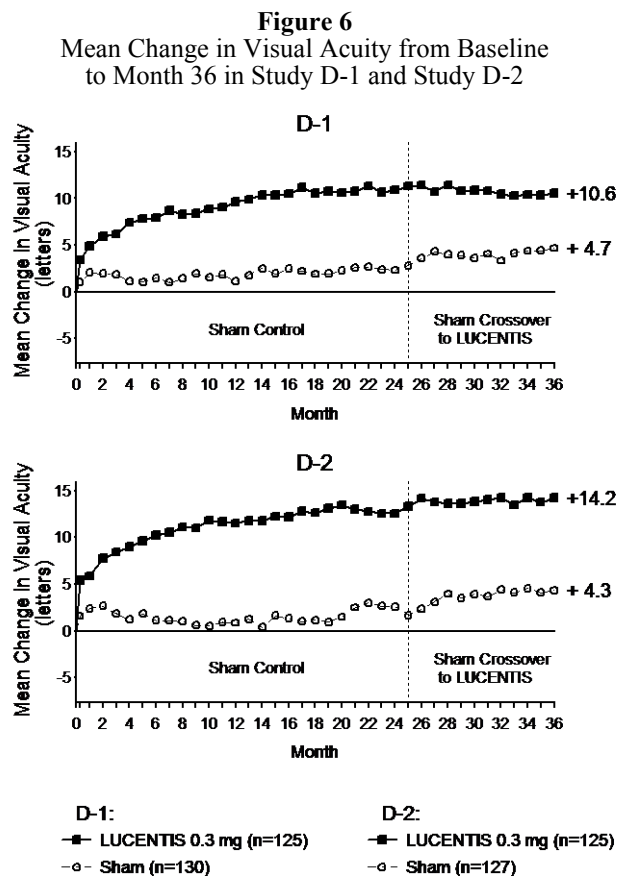 Figure 6
Mean Change in Visual Acuity from Baseline
to Month 36 in Study D-1 and Study D-2
D-1
Mean Change in Visual Acuity
(letters)
15
10
5
0
-5
+10.6
+ 4.7
Sham Control
Sham Crossover
to LUCENTIS
0 2 4 6 8 10 12 14 16 18 20 22 24 26 28 30 32 34 36
Month
D-2
Mean Change in Visual Acuity
(letters)
15
10
5
0
-5
+14.2
+ 4.3
Sham Control
Sham Crossover
to LUCENTIS
0 2 4 6 8 10 12 14 16 18 20 22 24 26 28 30 32 34 36
Month
D-1: D-2:
LUCENTIS 0.3 mg (n=125) LUCENTIS 0.3 mg (n=125)
Sham (n=130) Sham (n=127)